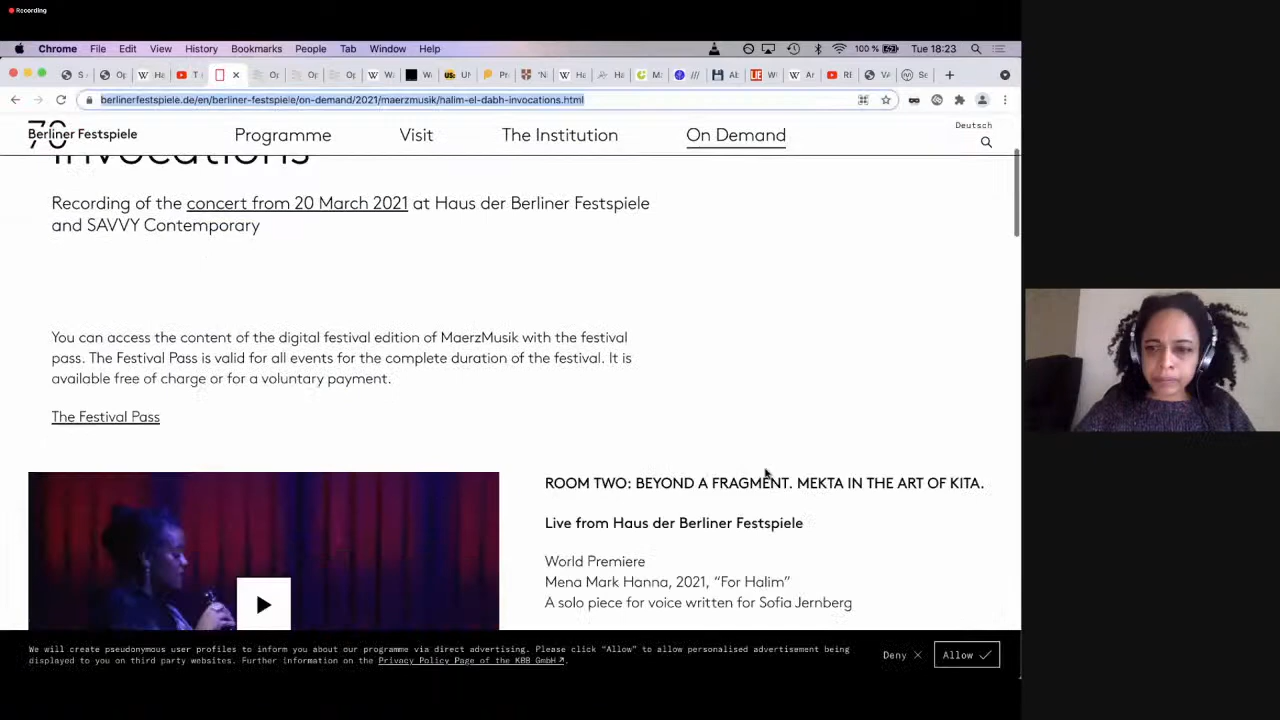 Recording
Chrome File Edit View History Bookmarks People Tab Window Help 100 % Tue 18:23
berlinerfestspiele.de/en/berliner-festspiele/on-demand/2021/maerzmusik/halim-el-dabh-invocations.html
70
Berliner Festspiele Programme Visit The Institution On Demand Deutsch
Invocations
Recording of the concert from 20 March 2021 at Haus der Berliner Festspiele
and SAVVY Contemporary
You can access the content of the digital festival edition of MaerzMusik with the festival
pass. The Festival Pass is valid for all events for the complete duration of the festival. It is
available free of charge or for a voluntary payment.
The Festival Pass
ROOM TWO: BEYOND A FRAGMENT. MEKTA IN THE ART OF KITA.
Live from Haus der Berliner Festspiele
World Premiere
Mena Mark Hanna, 2021, “For Halim”
A solo piece for voice written for Sofia Jernberg
We will create pseudonymous user profiles to inform you about our programme via direct advertising. Please click “Allow” to allow personalised advertisement being
displayed to you on third party websites. Further information on the Privacy Policy Page of the KBB GmbH↗.
Deny ✕ Allow ✓